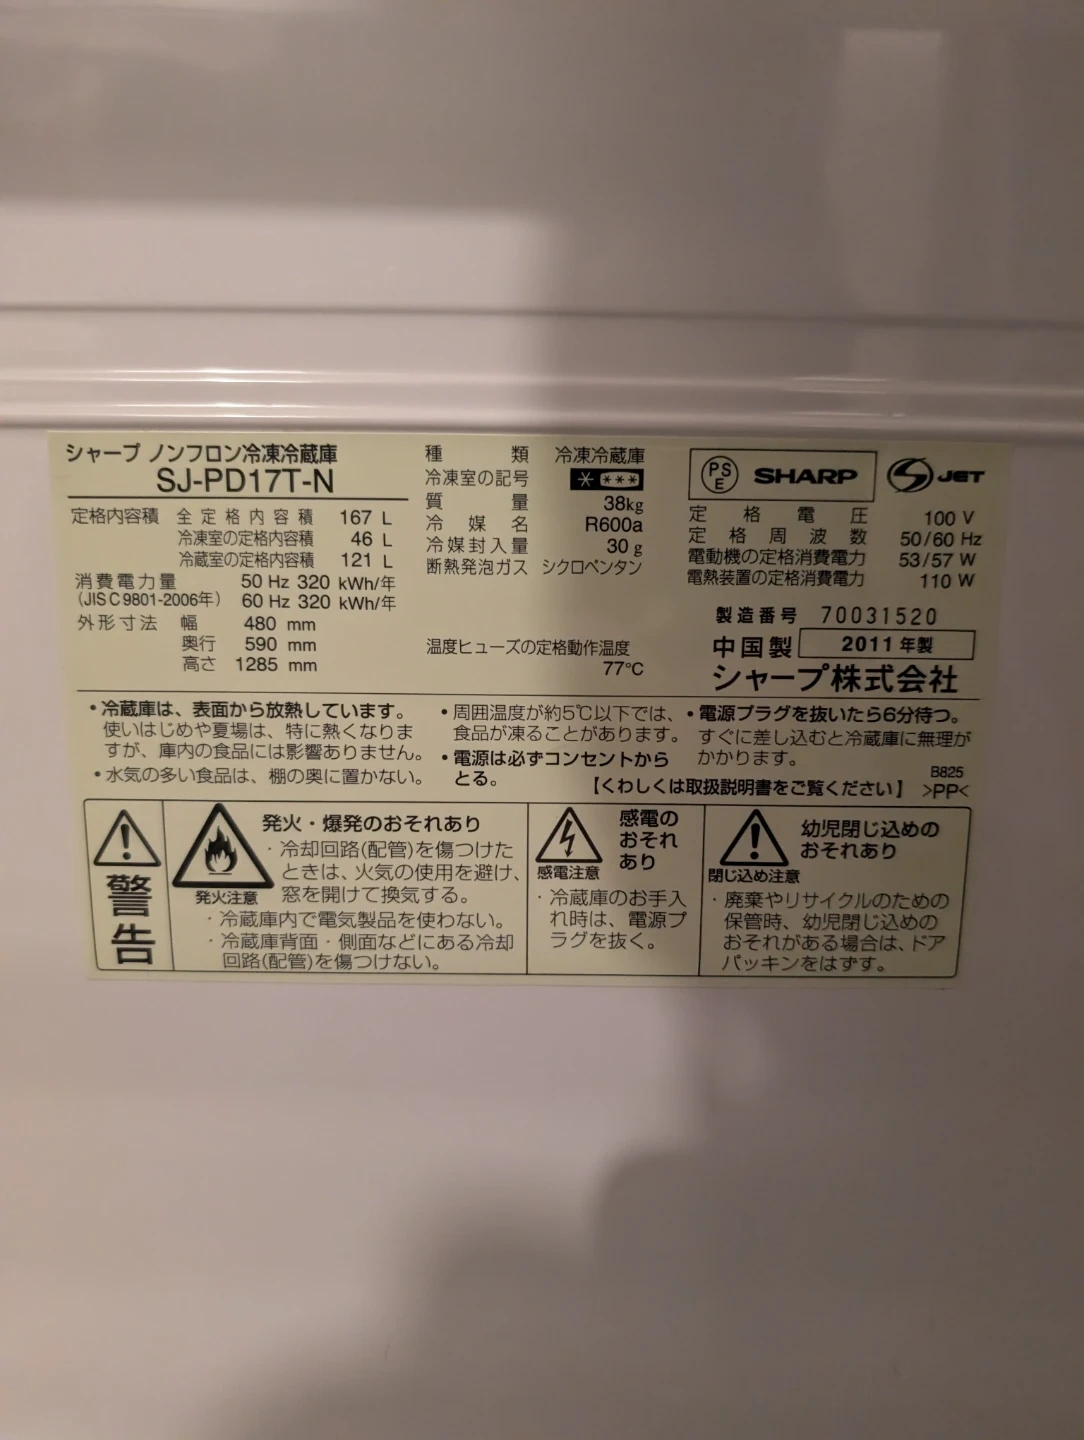 シャープ ノンフロン冷凍冷蔵庫
SJ-PD17T-N
定格内容積 全定格内容積 167 L
冷凍室の定格内容積 46 L
冷蔵室の定格内容積 121 L
消費電力量 50 Hz 320 kWh/年
(JIS C 9801-2006年) 60 Hz 320 kWh/年
外形寸法 幅 480 mm
奥行 590 mm
高さ 1285 mm
種類 冷凍冷蔵庫
冷凍室の記号 * ***
質量 38kg
冷媒名 R600a
冷媒封入量 30 g
断熱発泡ガス シクロペンタン
温度ヒューズの定格動作温度
77℃
PSE SHARP S JET
定格電圧 100 V
定格周波数 50/60 Hz
電動機の定格消費電力 53/57 W
電熱装置の定格消費電力 110 W
製造番号 70031520
中国製 2011年製
シャープ株式会社
・冷蔵庫は、表面から放熱しています。
使いはじめや夏場は、特に熱くなりま
すが、庫内の食品には影響ありません。
・水気の多い食品は、棚の奥に置かない。
・周囲温度が約5℃以下では、
食品が凍ることがあります。
・電源は必ずコンセントから
とる。
・電源プラグを抜いたら6分待つ。
すぐに差し込むと冷蔵庫に無理が
かかります。
B825
【くわしくは取扱説明書をご覧ください】 >PP<
警告
発火注意
発火・爆発のおそれあり
・冷却回路(配管)を傷つけた
ときは、火気の使用を避け、
窓を開けて換気する。
・冷蔵庫内で電気製品を使わない。
・冷蔵庫背面・側面などにある冷却
回路(配管)を傷つけない。
感電注意
感電の
おそれ
あり
・冷蔵庫のお手入
れ時は、電源プ
ラグを抜く。
閉じ込め注意
幼児閉じ込めの
おそれあり
・廃棄やリサイクルのための
保管時、幼児閉じ込めの
おそれがある場合は、ドア
パッキンをはずす。